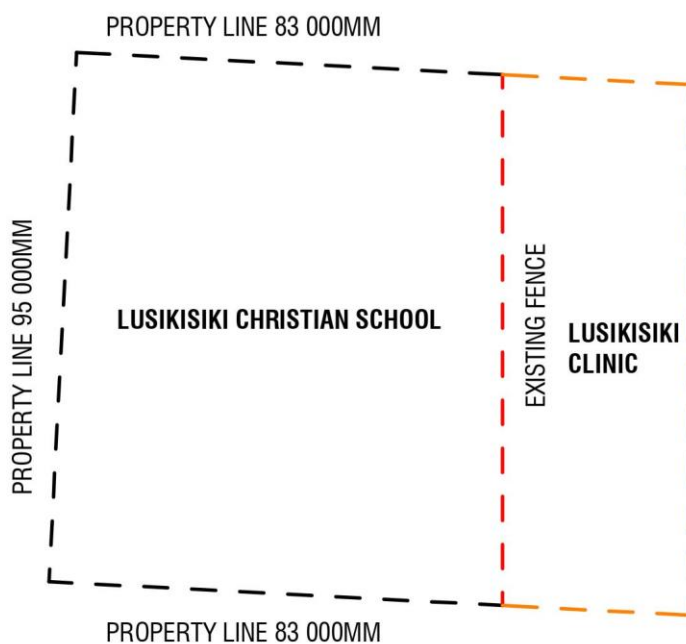 PROPERTY LINE 83 000MM
PROPERTY LINE 95 000MM
LUSIKISIKI CHRISTIAN SCHOOL
EXISTING FENCE
LUSIKISIKI
CLINIC
PROPERTY LINE 83 000MM